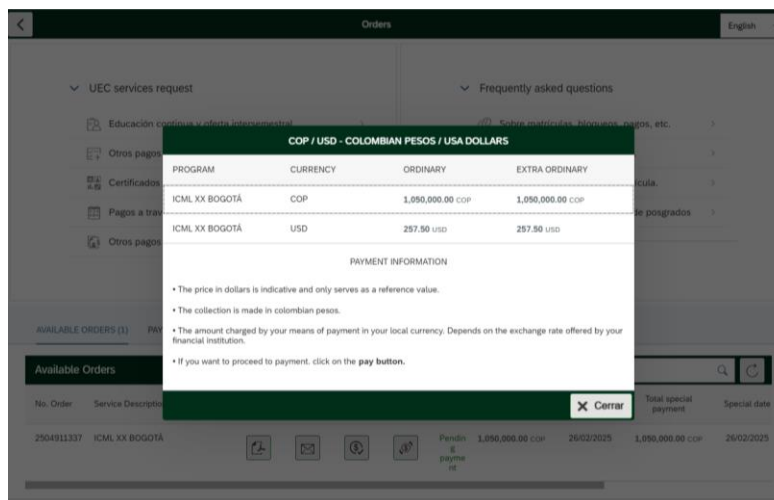 Orders
English
UEC services request
Frequently asked questions
Educación continua y oferta intersemestral
Sobre matrículas, bloqueos, pagos, etc.
Otros pagos
Certificados
ícula.
Pagos a trav
de posgrados
Otros pagos
COP / USD - COLOMBIAN PESOS / USA DOLLARS
PROGRAM CURRENCY ORDINARY EXTRA ORDINARY
ICML XX BOGOTÁ COP 1,050,000.00 COP 1,050,000.00 COP
ICML XX BOGOTÁ USD 257.50 USD 257.50 USD
PAYMENT INFORMATION
• The price in dollars is indicative and only serves as a reference value.
• The collection is made in colombian pesos.
• The amount charged by your means of payment in your local currency. Depends on the exchange rate offered by your
financial institution.
• If you want to proceed to payment. click on the pay button.
Cerrar
AVAILABLE ORDERS (1) PAY
Available Orders
No. Order Service Descriptio Total special
payment Special date
2504911337 ICML XX BOGOTÁ Pendin
g
payme
nt 1,050,000.00 COP 26/02/2025 1,050,000.00 COP 26/02/2025